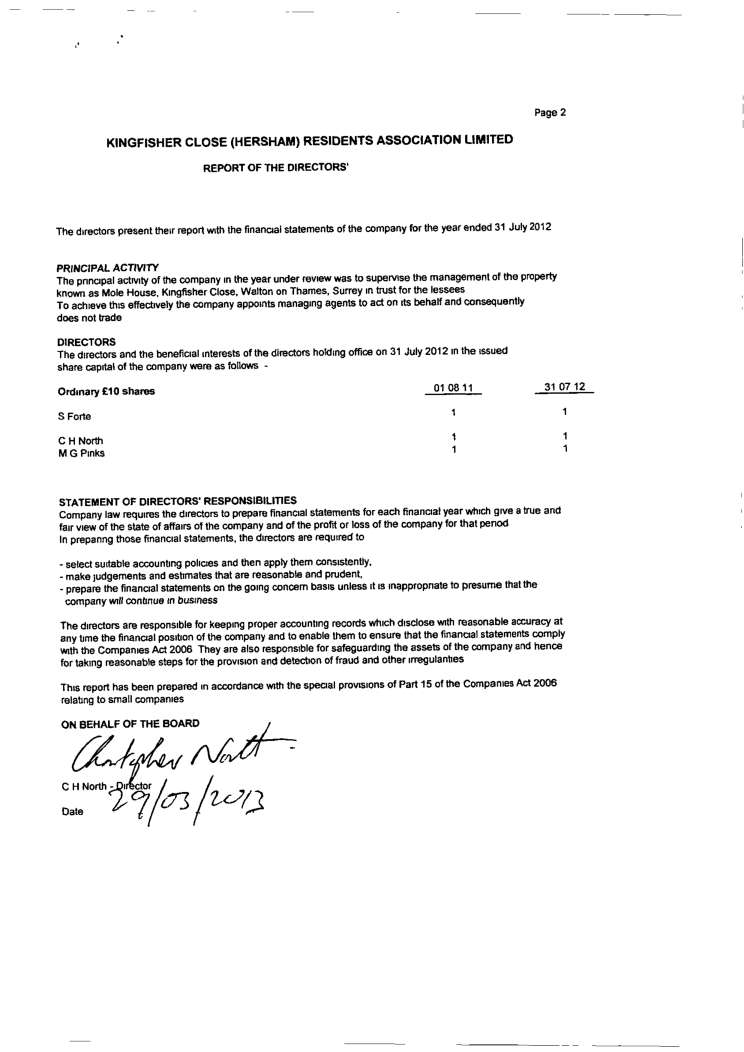 Page 2
KINGFISHER CLOSE (HERSHAM) RESIDENTS ASSOCIATION LIMITED
REPORT OF THE DIRECTORS'
The directors present their report with the financial statements of the company for the year ended 31 July 2012
PRINCIPAL ACTIVITY
The principal activity of the company in the year under review was to supervise the management of the property
known as Mole House, Kingfisher Close, Walton on Thames, Surrey in trust for the lessees
To achieve this effectively the company appoints managing agents to act on its behalf and consequently
does not trade
DIRECTORS
The directors and the beneficial interests of the directors holding office on 31 July 2012 in the issued
share capital of the company were as follows -
Ordinary £10 shares 01 08 11 31 07 12
S Forte 1 1
C H North 1 1
M G Pinks 1 1
STATEMENT OF DIRECTORS' RESPONSIBILITIES
Company law requires the directors to prepare financial statements for each financial year which give a true and
fair view of the state of affairs of the company and of the profit or loss of the company for that period
In preparing those financial statements, the directors are required to
- select suitable accounting policies and then apply them consistently,
- make judgements and estimates that are reasonable and prudent,
- prepare the financial statements on the going concern basis unless it is inappropriate to presume that the
company will continue in business
The directors are responsible for keeping proper accounting records which disclose with reasonable accuracy at
any time the financial position of the company and to enable them to ensure that the financial statements comply
with the Companies Act 2006 They are also responsible for safeguarding the assets of the company and hence
for taking reasonable steps for the provision and detection of fraud and other irregularities
This report has been prepared in accordance with the special provisions of Part 15 of the Companies Act 2006
relating to small companies
ON BEHALF OF THE BOARD
Christopher North
C H North - Director
29/03/2013
Date